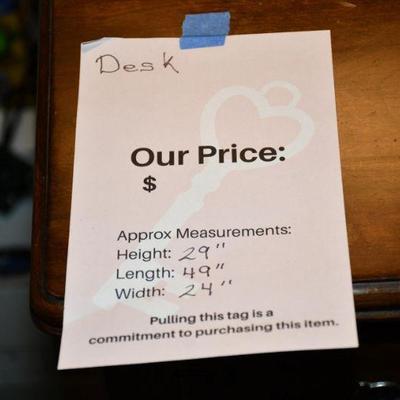 Desk
Our Price:
$
Approx Measurements:
Height: 29"
Length: 49"
Width: 24"
Pulling this tag is a
commitment to purchasing this item.